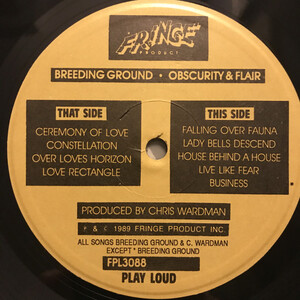 FRINGE
PRODUCT
BREEDING GROUND • OBSCURITY & FLAIR
THAT SIDE
CEREMONY OF LOVE
CONSTELLATION
OVER LOVES HORIZON
LOVE RECTANGLE
THIS SIDE
FALLING OVER FAUNA
LADY BELLS DESCEND
HOUSE BEHIND A HOUSE
LIVE LIKE FEAR
BUSINESS
PRODUCED BY CHRIS WARDMAN
1989 FRINGE PRODUCT INC.
ALL SONGS BREEDING GROUND & C. WARDMAN
EXCEPT * BREEDING GROUND
FPL3088
PLAY LOUD